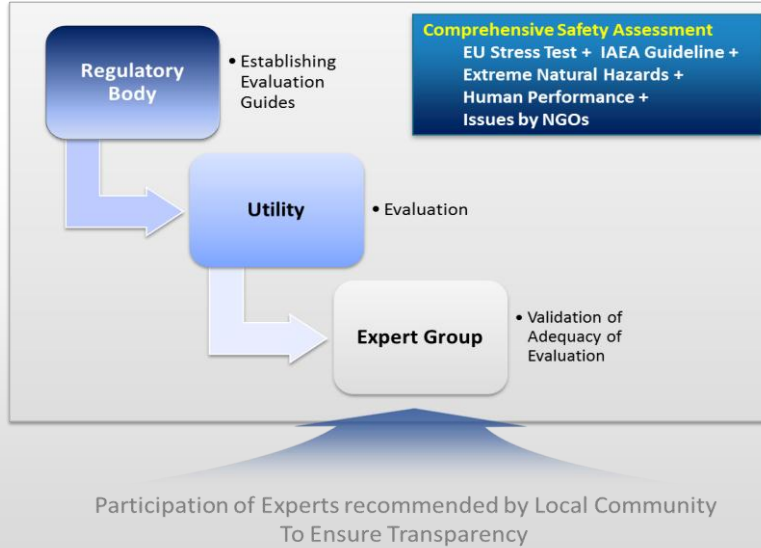 Comprehensive Safety Assessment
EU Stress Test + IAEA Guideline +
Extreme Natural Hazards +
Human Performance +
Issues by NGOs
Regulatory
Body
• Establishing
Evaluation
Guides
Utility
• Evaluation
Expert Group
• Validation of
Adequacy of
Evaluation
Participation of Experts recommended by Local Community
To Ensure Transparency